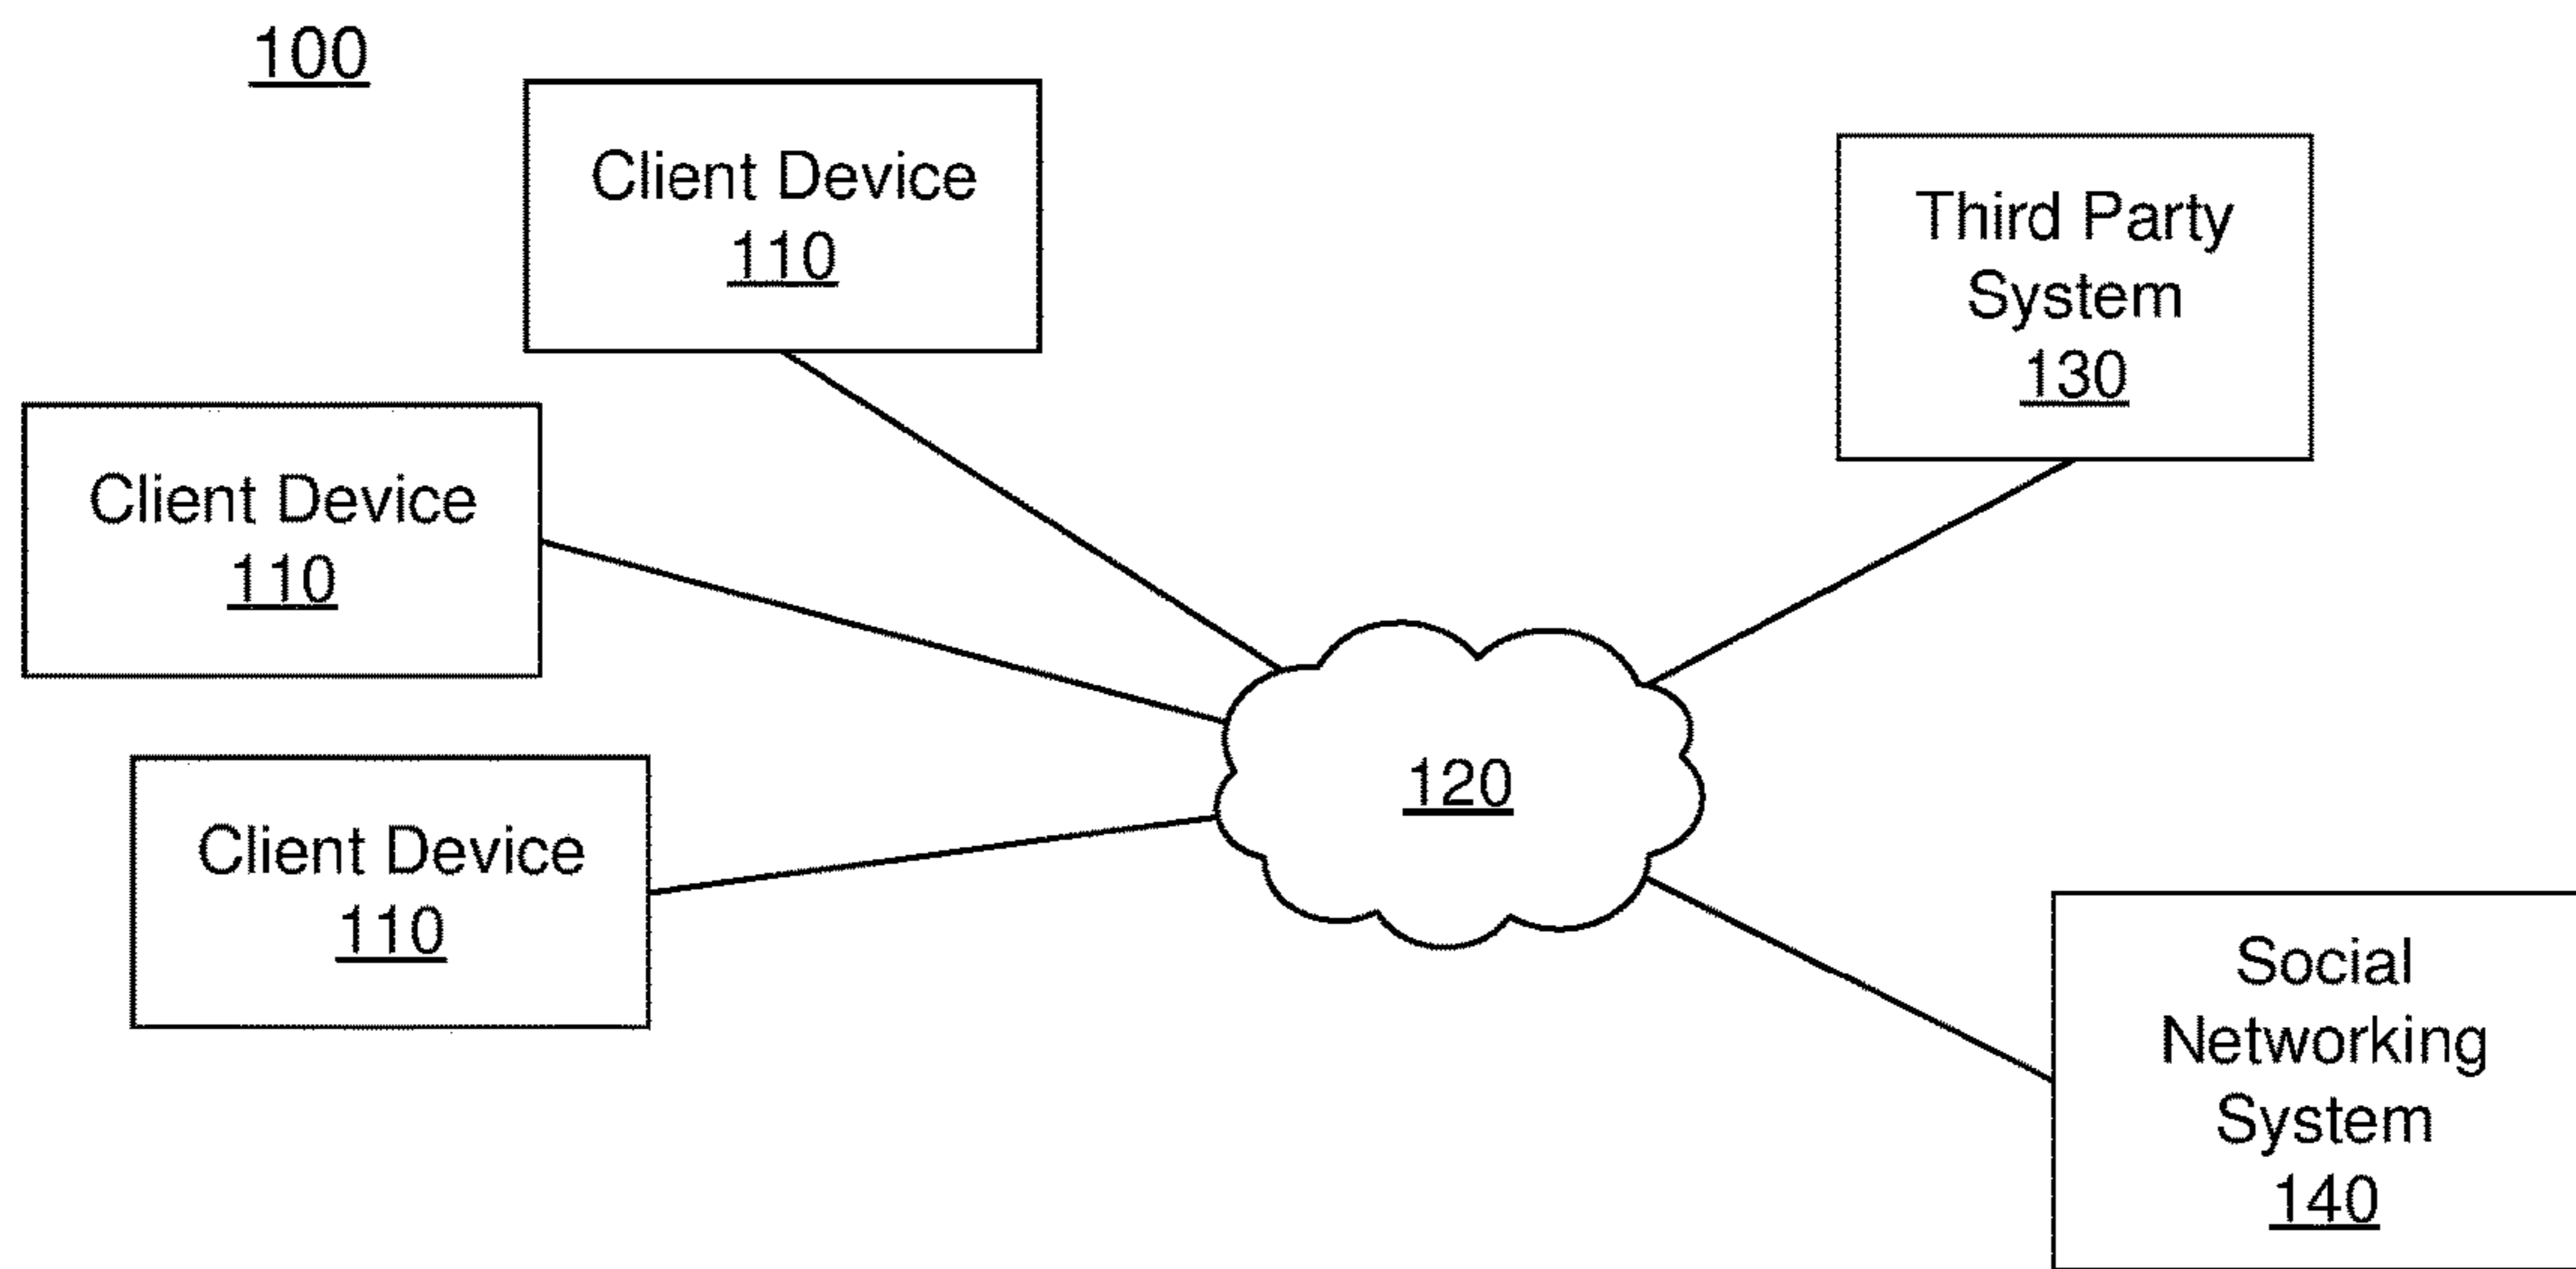 100
Client Device
110
Third Party
System
130
Client Device
110
Client Device
110
120
Social
Networking
System
140